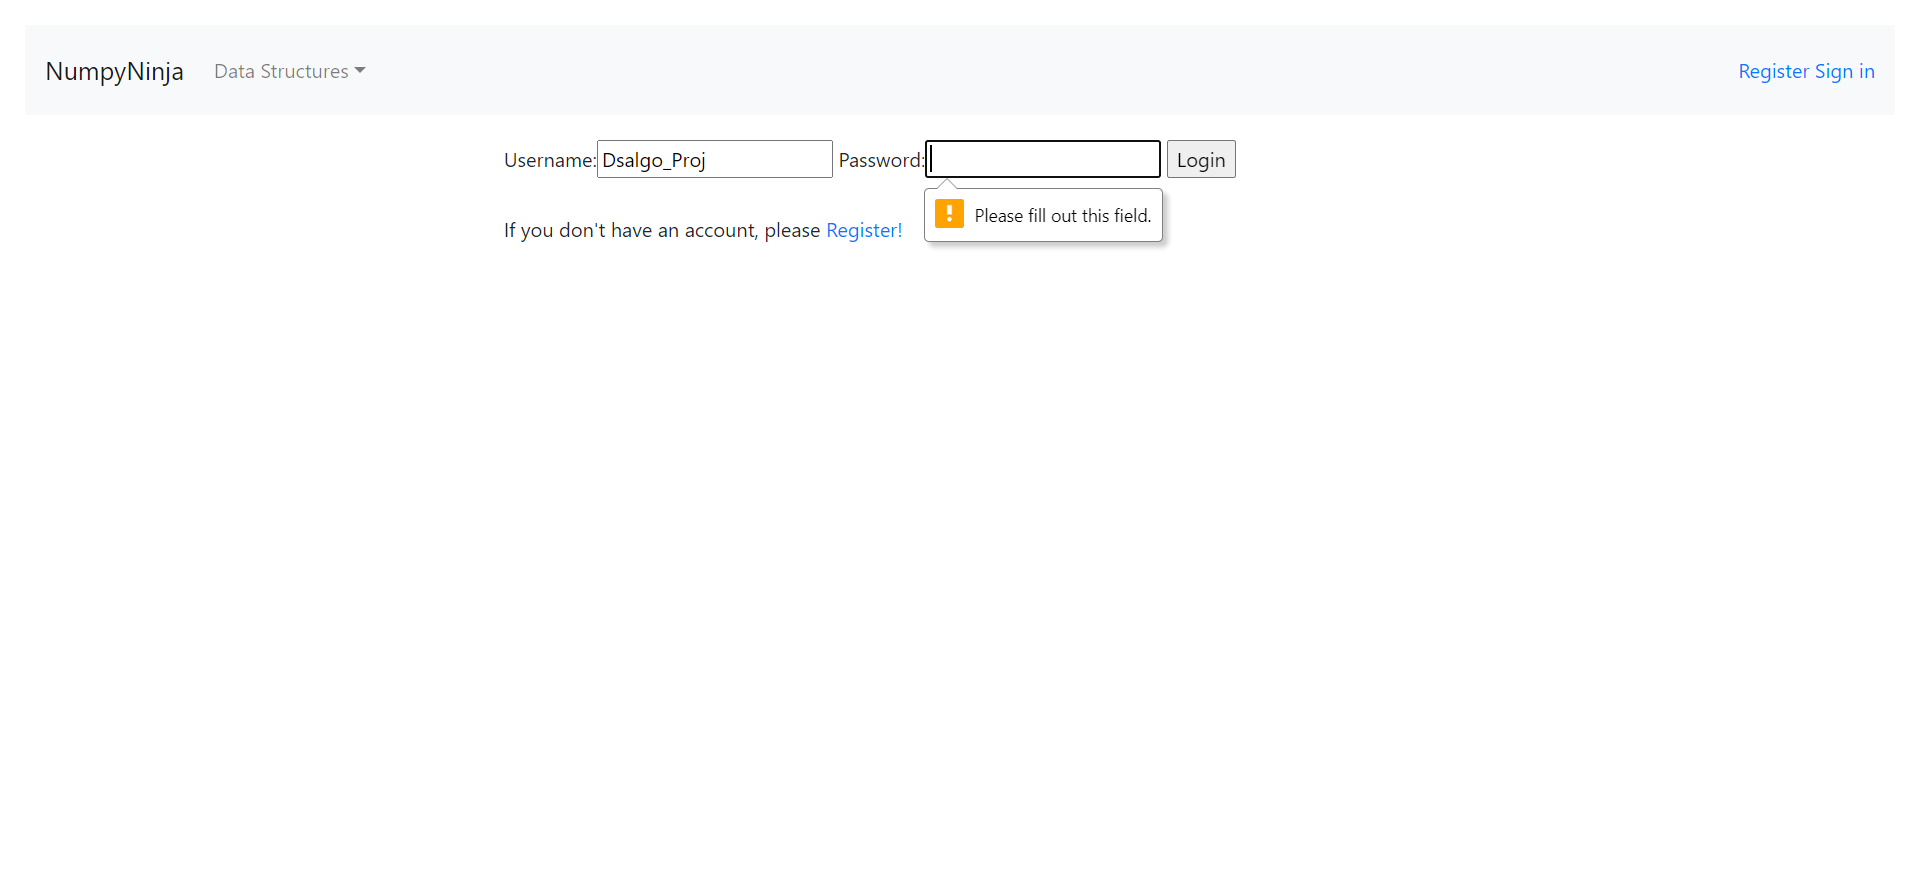 NumpyNinja Data Structures Register Sign in
Username: Dsalgo_Proj Password: Login
Please fill out this field.
If you don't have an account, please Register!